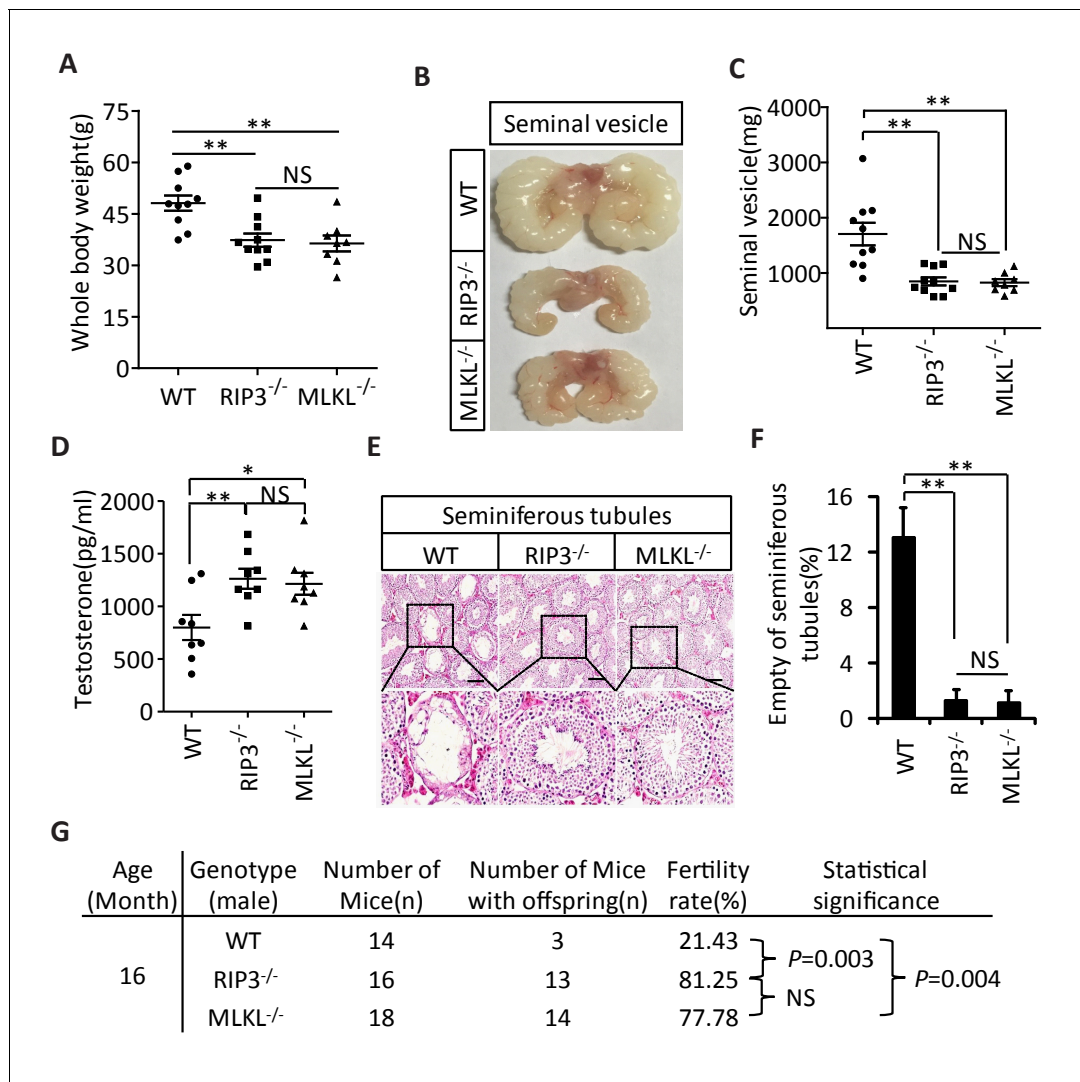 A
Whole body weight(g)
75
60
45
30
15
0
**
**
NS
WT RIP3-/- MLKL-/-
B
Seminal vesicle
WT
RIP3-/-
MLKL-/-
C
Seminal vesicle(mg)
4000
3000
2000
1000
**
**
NS
WT
RIP3-/-
MLKL-/-
D
Testosterone(pg/ml)
2000
1500
1000
500
0
*
**
NS
WT
RIP3-/-
MLKL-/-
E
Seminiferous tubules
WT RIP3-/- MLKL-/-
F
Empty of seminiferous
tubules(%)
16
12
8
4
0
**
**
NS
WT
RIP3-/-
MLKL-/-
G
Age Genotype Number of Number of Mice Fertility Statistical
(Month) (male) Mice(n) with offspring(n) rate(%) significance
WT 14 3 21.43
P=0.003
16 RIP3-/- 16 13 81.25 P=0.004
NS
MLKL-/- 18 14 77.78